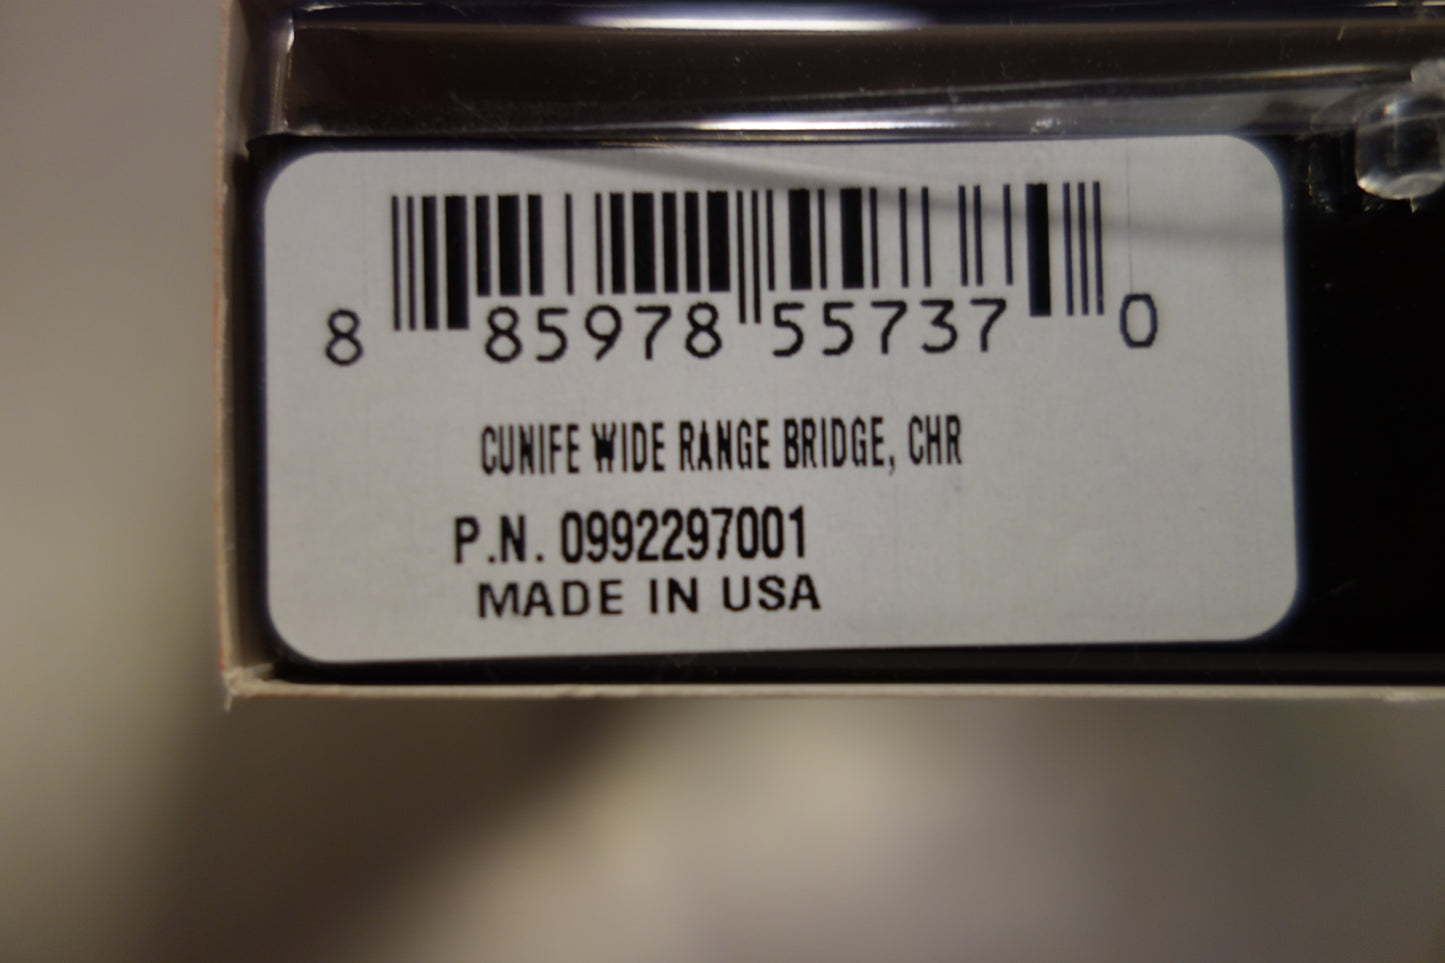 8 85978 55737 0
CUNIFE WIDE RANGE BRIDGE, CHR
P.N. 0992297001
MADE IN USA